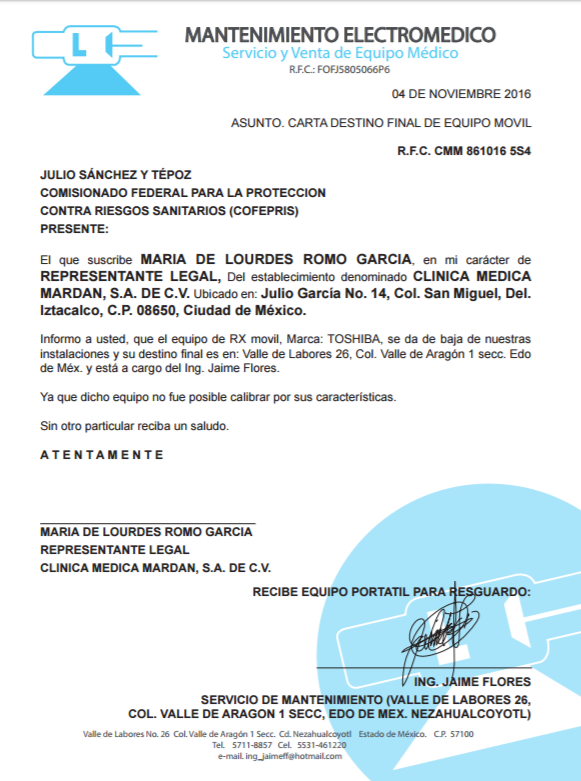 MANTENIMIENTO ELECTROMEDICO
Servicio y Venta de Equipo Médico
R.F.C.: FOFJ5805066P6
04 DE NOVIEMBRE 2016
ASUNTO. CARTA DESTINO FINAL DE EQUIPO MOVIL
R.F.C. CMM 861016 5S4
JULIO SÁNCHEZ Y TÉPOZ
COMISIONADO FEDERAL PARA LA PROTECCION
CONTRA RIESGOS SANITARIOS (COFEPRIS)
PRESENTE:
El que suscribe MARIA DE LOURDES ROMO GARCIA, en mi carácter de
REPRESENTANTE LEGAL, Del establecimiento denominado CLINICA MEDICA
MARDAN, S.A. DE C.V. Ubicado en: Julio García No. 14, Col. San Miguel, Del.
Iztacalco, C.P. 08650, Ciudad de México.
Informo a usted, que el equipo de RX movil, Marca: TOSHIBA, se da de baja de nuestras
instalaciones y su destino final es en: Valle de Labores 26, Col. Valle de Aragón 1 secc. Edo
de Méx. y está a cargo del Ing. Jaime Flores.
Ya que dicho equipo no fue posible calibrar por sus características.
Sin otro particular reciba un saludo.
A T E N T A M E N T E
MARIA DE LOURDES ROMO GARCIA
REPRESENTANTE LEGAL
CLINICA MEDICA MARDAN, S.A. DE C.V.
RECIBE EQUIPO PORTATIL PARA RESGUARDO:
ING. JAIME FLORES
SERVICIO DE MANTENIMIENTO (VALLE DE LABORES 26,
COL. VALLE DE ARAGON 1 SECC, EDO DE MEX. NEZAHUALCOYOTL)
Valle de Labores No. 26 Col. Valle de Aragón 1 Secc. Cd. Nezahualcoyotl Estado de México. C.P. 57100
Tel. 5711-8857 Cel. 5531-461220
e-mail. ing_jaimeff@hotmail.com